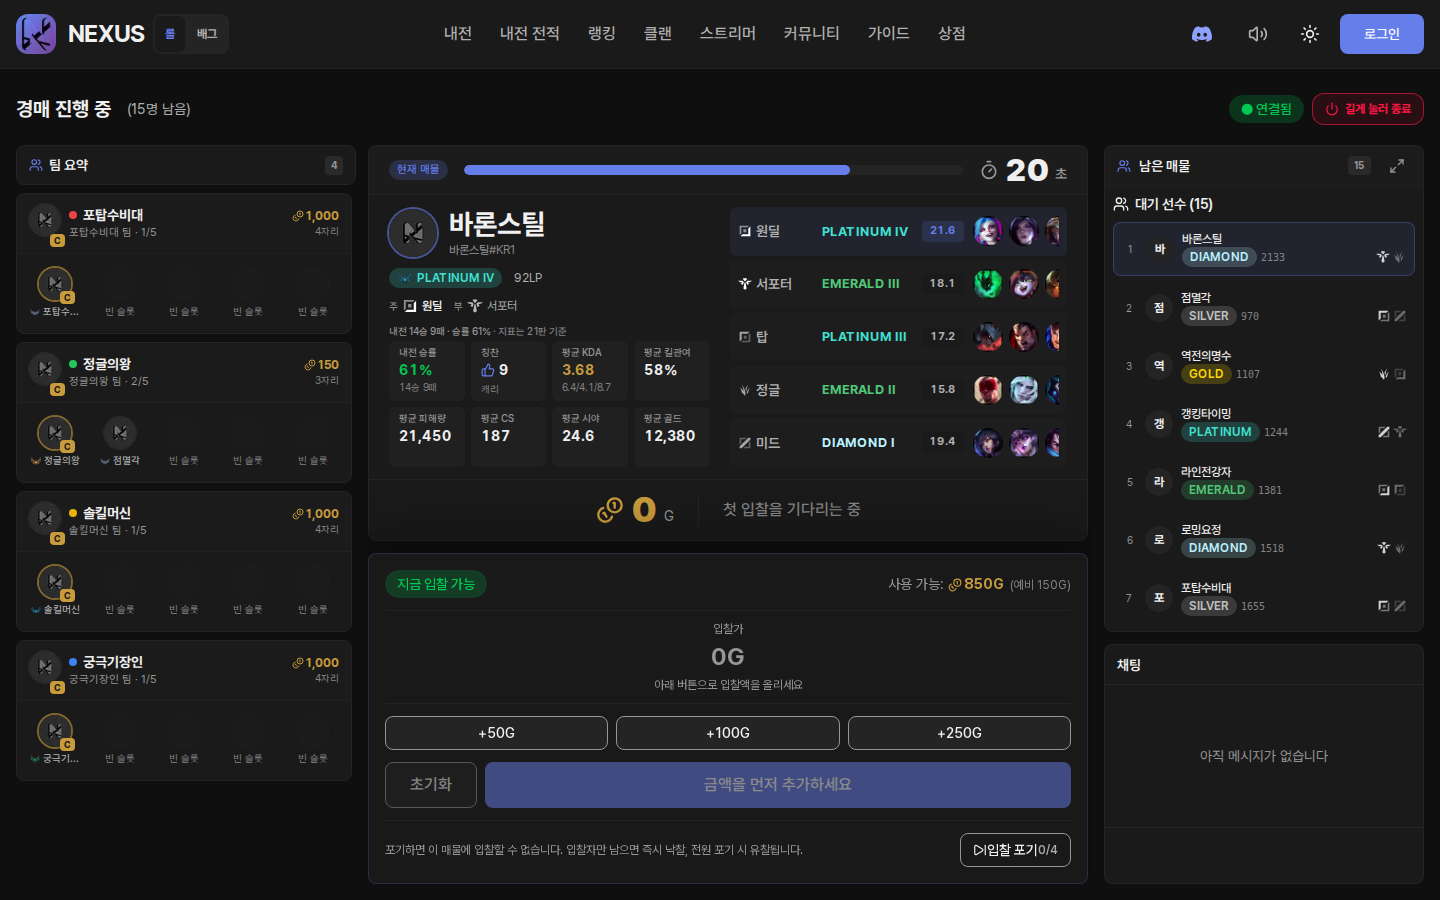 NEXUS
롤 배그
내전 내전 전적 랭킹 클랜 스트리머 커뮤니티 가이드 상점
로그인
경매 진행 중 (15명 남음)
연결됨
길게 눌러 종료
팀 요약 4
포탑수비대 1,000
포탑수비대 팀 · 1/5 4자리
C
C
포탑수... 빈 슬롯 빈 슬롯 빈 슬롯 빈 슬롯
정글의왕 150
정글의왕 팀 · 2/5 3자리
C
C
정글의왕 점멸각 빈 슬롯 빈 슬롯 빈 슬롯
솔킬머신 1,000
솔킬머신 팀 · 1/5 4자리
C
C
솔킬머신 빈 슬롯 빈 슬롯 빈 슬롯 빈 슬롯
궁극기장인 1,000
궁극기장인 팀 · 1/5 4자리
C
C
궁극기... 빈 슬롯 빈 슬롯 빈 슬롯 빈 슬롯
현재 매물 20 초
바론스틸
바론스틸#KR1
PLATINUM IV 92LP
주 원딜 부 서포터
내전 14승 9패 · 승률 61% · 지표는 21판 기준
내전 승률 칭찬 평균 KDA 평균 킬관여
61% 9 3.68 58%
14승 9패 캐리 6.4/4.1/8.7
평균 피해량 평균 CS 평균 시야 평균 골드
21,450 187 24.6 12,380
원딜 PLATINUM IV 21.6
서포터 EMERALD III 18.1
탑 PLATINUM III 17.2
정글 EMERALD II 15.8
미드 DIAMOND I 19.4
0 G 첫 입찰을 기다리는 중
지금 입찰 가능 사용 가능: 850G (예비 150G)
입찰가
0G
아래 버튼으로 입찰액을 올리세요
+50G +100G +250G
초기화 금액을 먼저 추가하세요
포기하면 이 매물에 입찰할 수 없습니다. 입찰자만 남으면 즉시 낙찰, 전원 포기 시 유찰됩니다.
입찰 포기0/4
남은 매물 15
대기 선수 (15)
1 바 바론스틸
DIAMOND 2133
2 점 점멸각
SILVER 970
3 역 역전의명수
GOLD 1107
4 갱 갱킹타이밍
PLATINUM 1244
5 라 라인전강자
EMERALD 1381
6 로 로밍요정
DIAMOND 1518
7 포 포탑수비대
SILVER 1655
채팅
아직 메시지가 없습니다